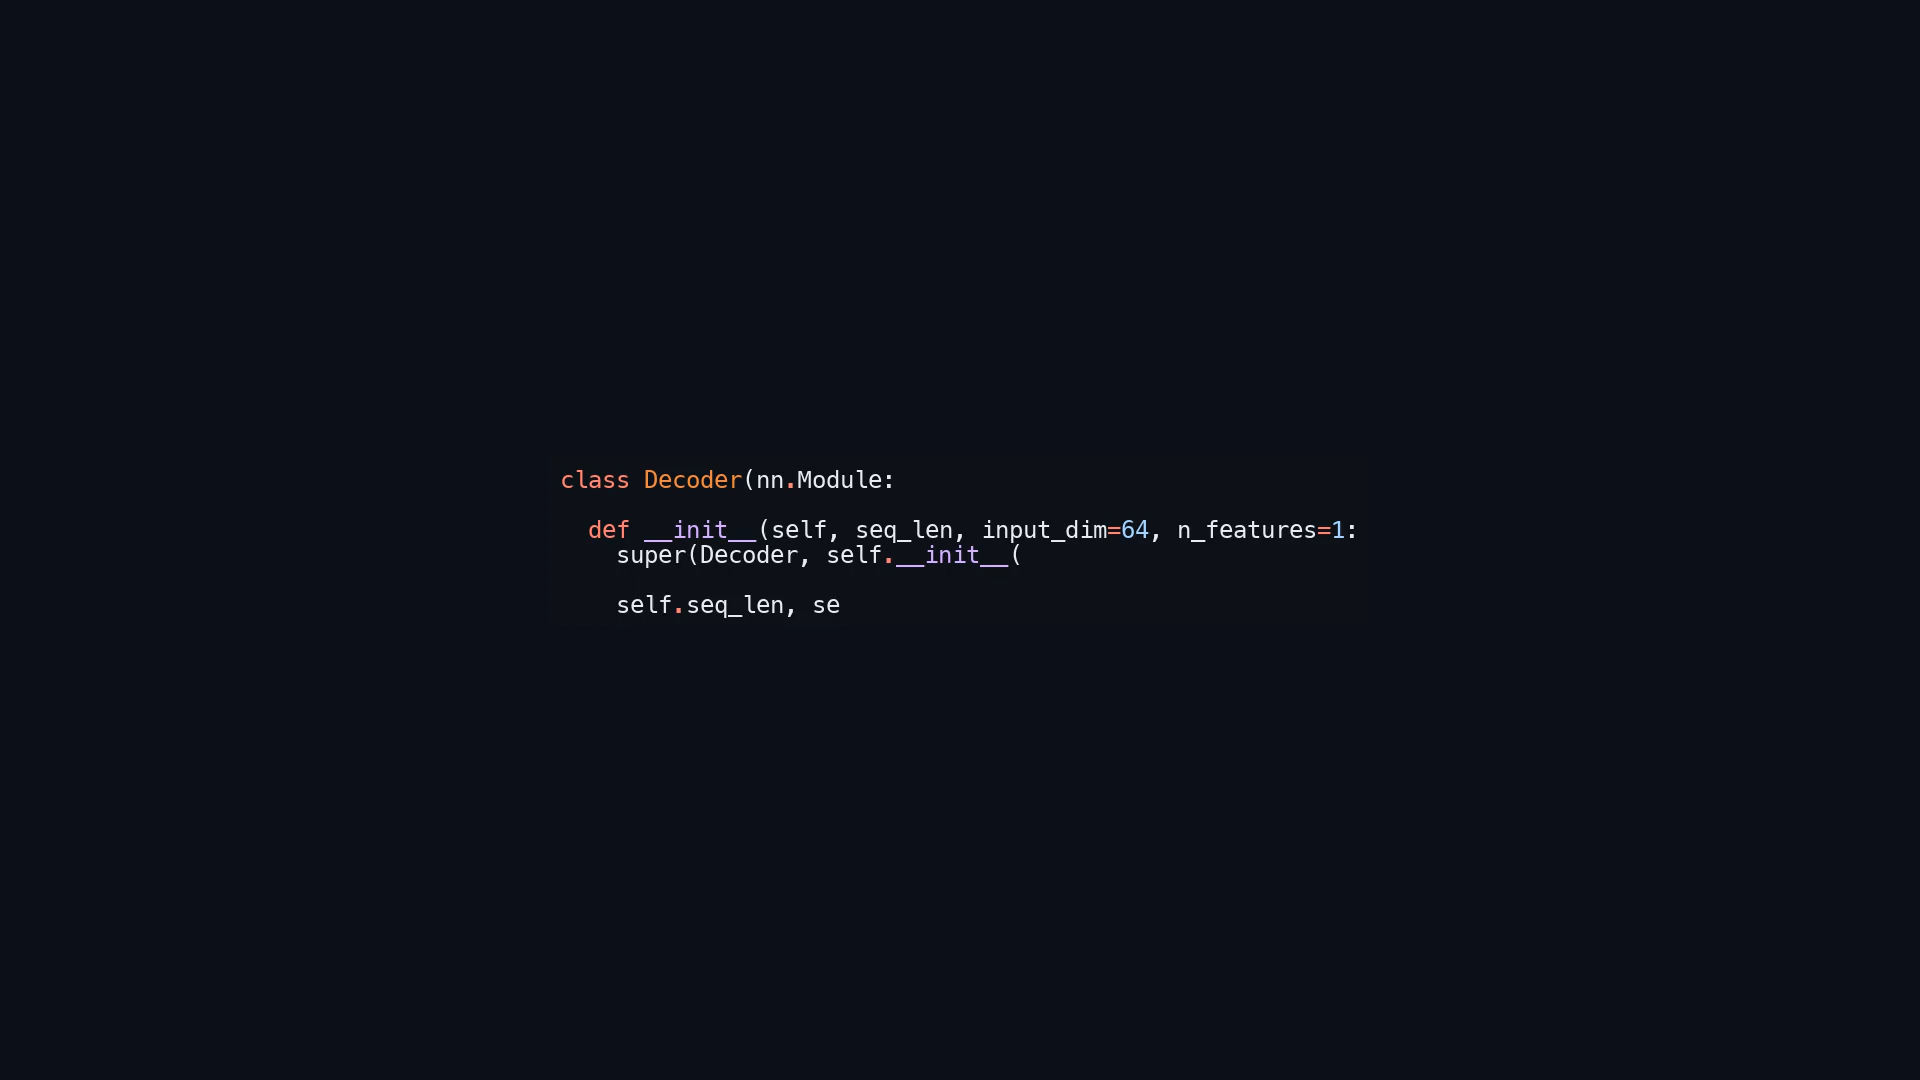 class Decoder(nn.Module:
def __init__(self, seq_len, input_dim=64, n_features=1:
super(Decoder, self.__init__(
self.seq_len, se